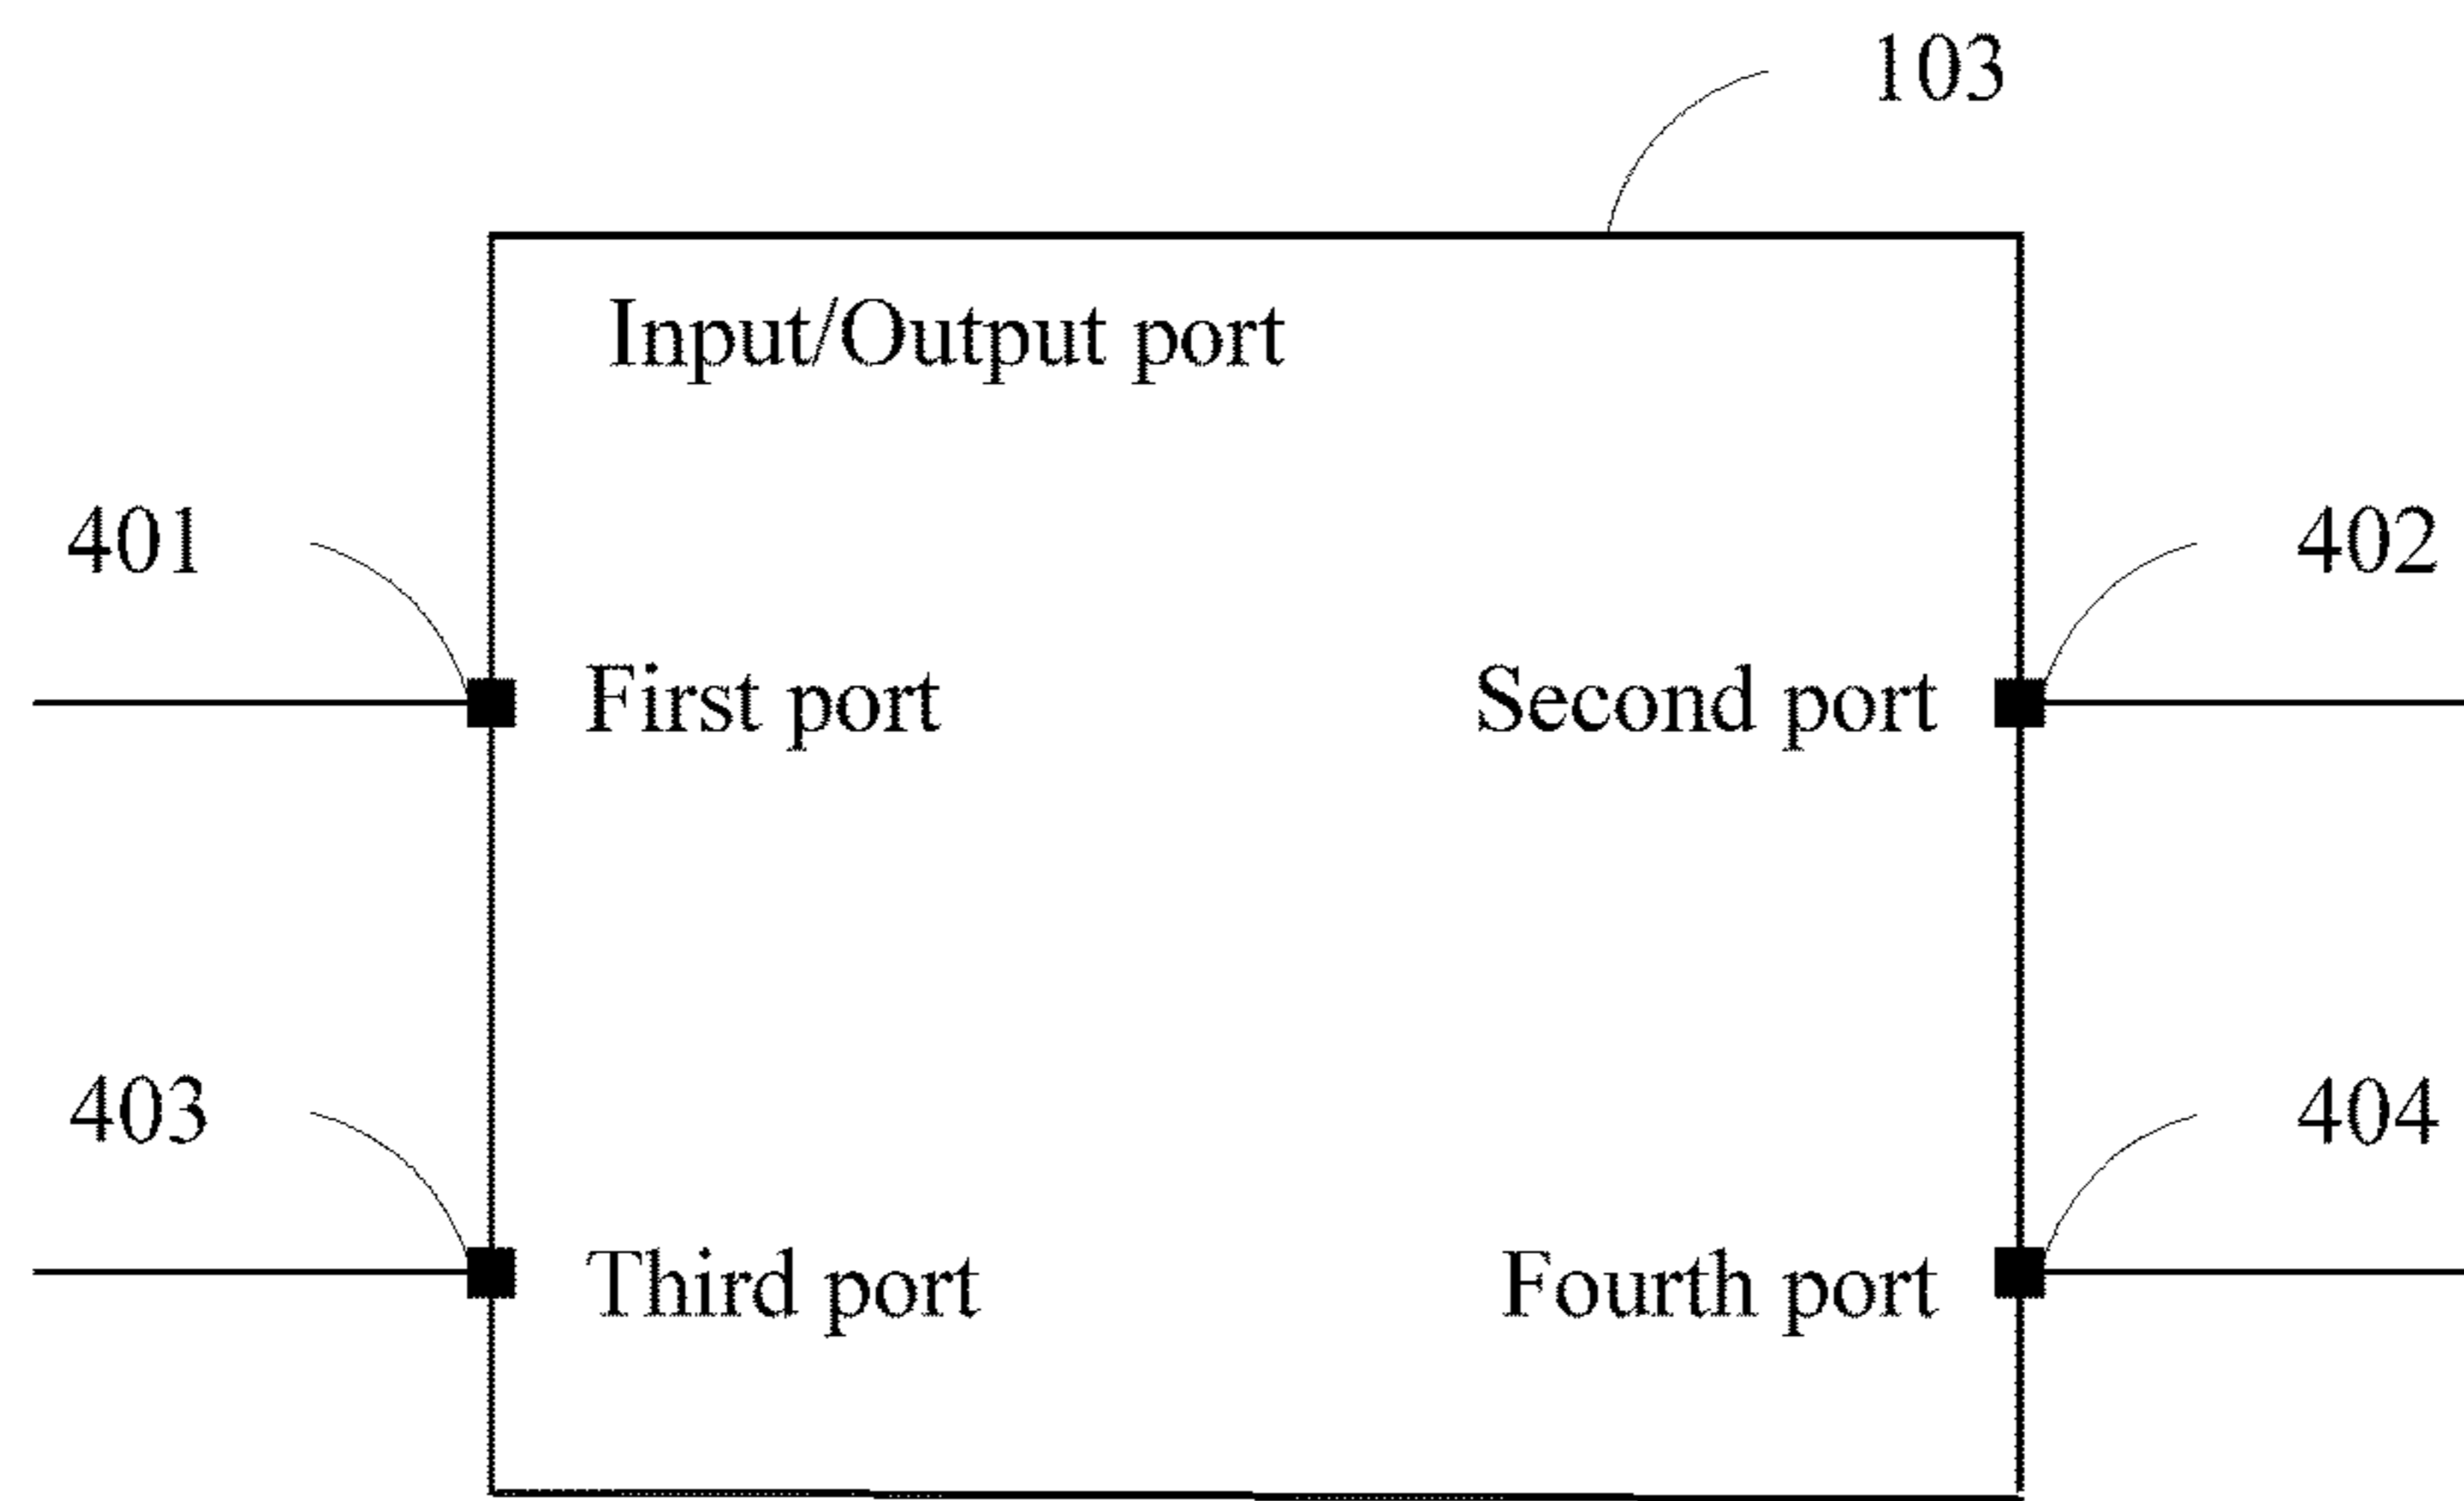 103
Input/Output port
401
402
First port
Second port
403
404
Third port
Fourth port